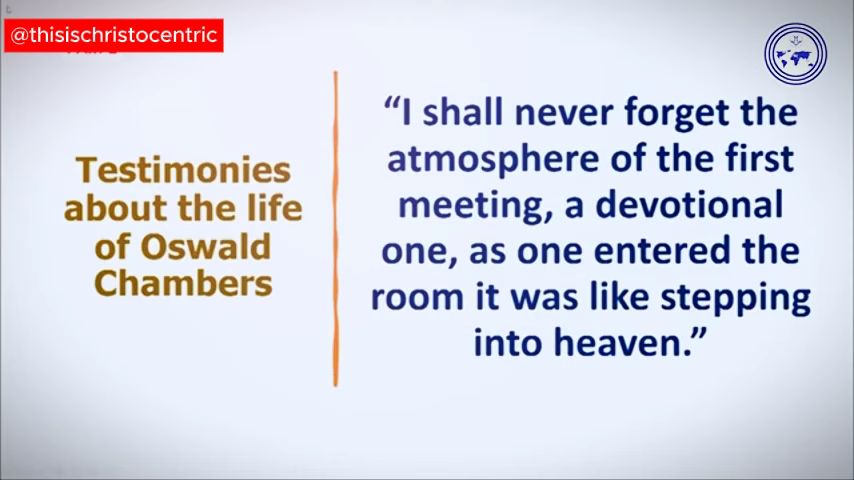 @thisischristocentric
Testimonies
about the life
of Oswald
Chambers
“I shall never forget the
atmosphere of the first
meeting, a devotional
one, as one entered the
room it was like stepping
into heaven.”